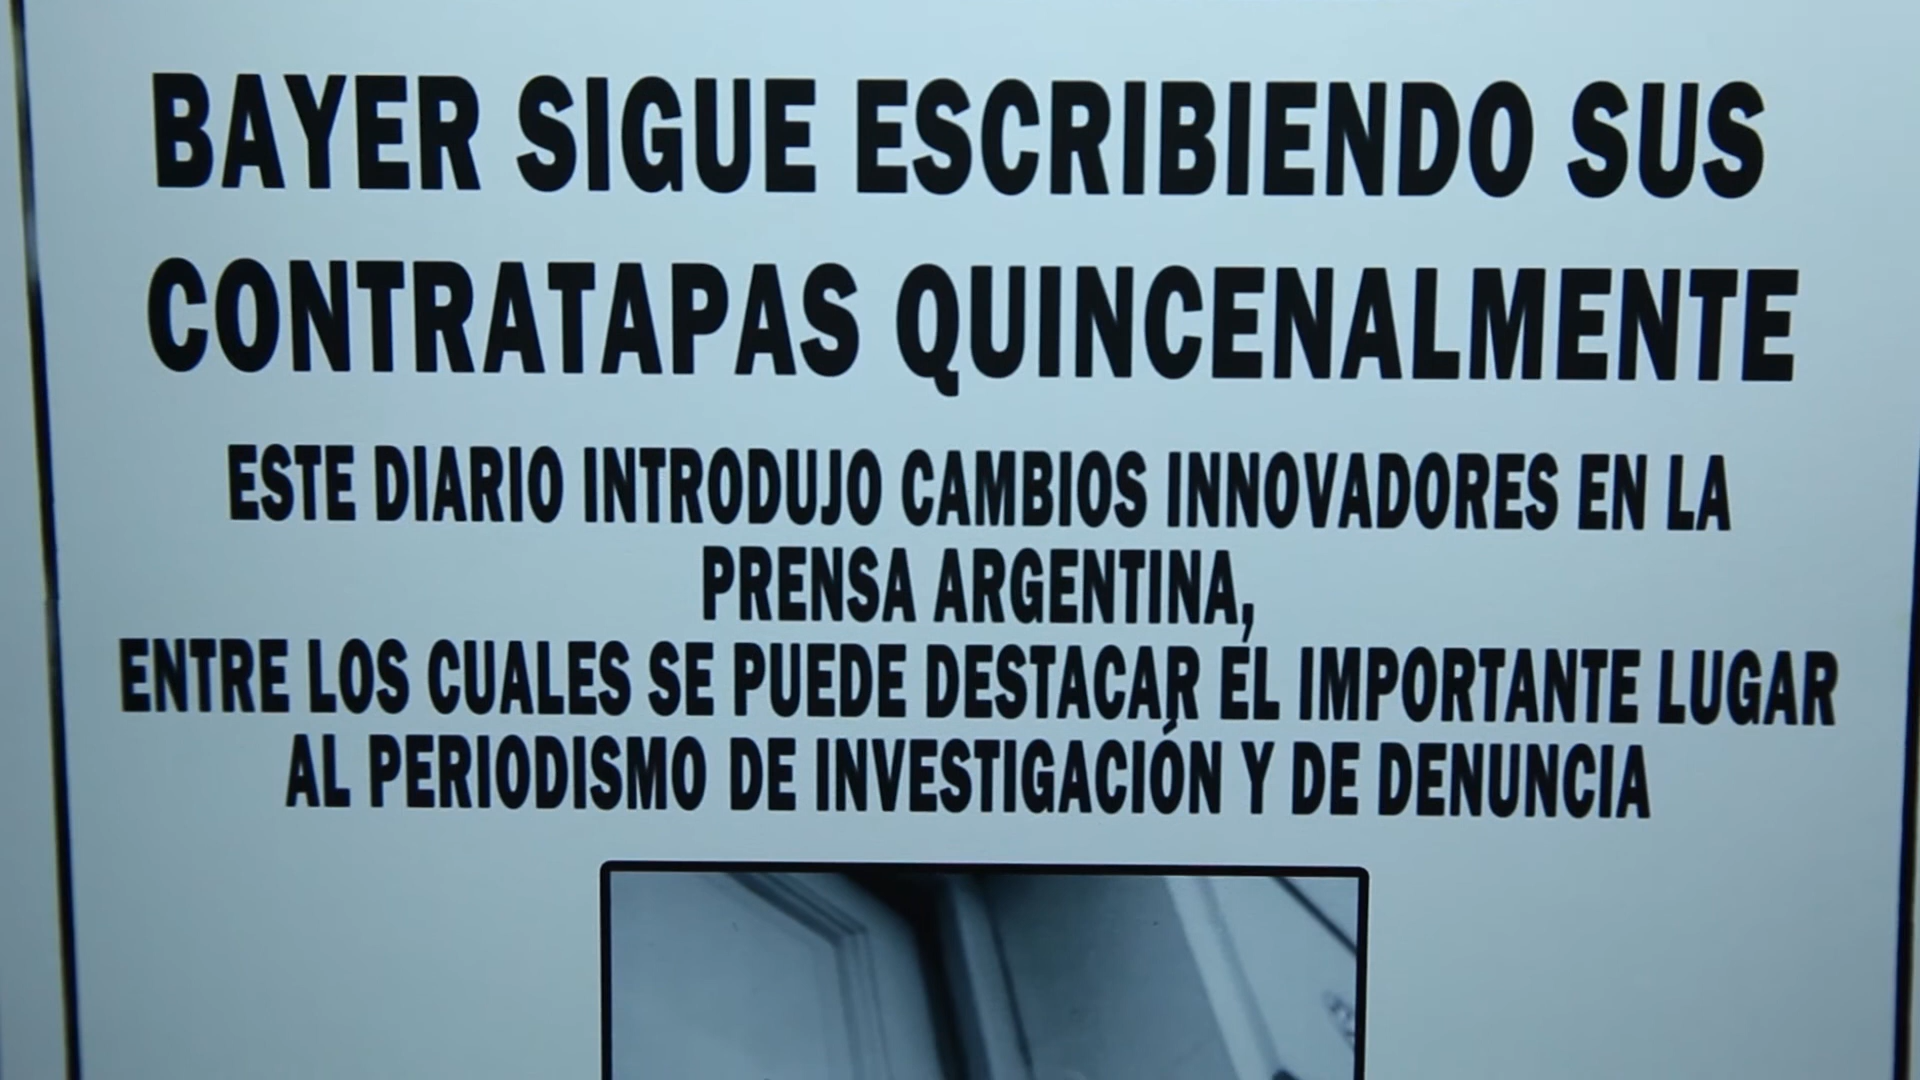 BAYER SIGUE ESCRIBIENDO SUS
CONTRATAPAS QUINCENALMENTE
ESTE DIARIO INTRODUJO CAMBIOS INNOVADORES EN LA
PRENSA ARGENTINA,
ENTRE LOS CUALES SE PUEDE DESTACAR EL IMPORTANTE LUGAR
AL PERIODISMO DE INVESTIGACIÓN Y DE DENUNCIA